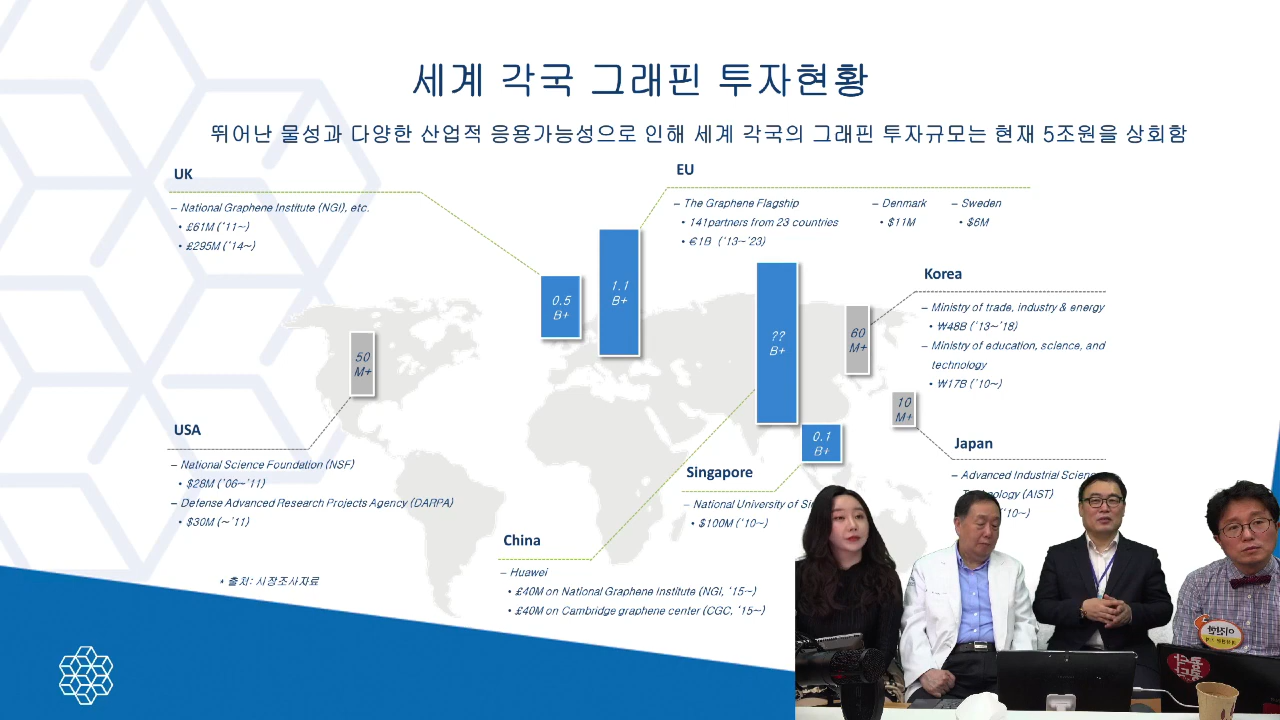 세계 각국 그래핀 투자현황
뛰어난 물성과 다양한 산업적 응용가능성으로 인해 세계 각국의 그래핀 투자규모는 현재 5조원을 상회함
UK
– National Graphene Institute (NGI), etc.
• £61M (‘11~)
• £295M (‘14~)
EU
– The Graphene Flagship
• 141partners from 23 countries
• €1B (‘13~‘23)
– Denmark
• $11M
– Sweden
• $6M
0.5
B+
1.1
B+
??
B+
60
M+
50
M+
10
M+
0.1
B+
Korea
– Ministry of trade, industry & energy
• ₩48B (‘13~‘18)
– Ministry of education, science, and
technology
• ₩17B (‘10~)
USA
– National Science Foundation (NSF)
• $28M (‘06~‘11)
– Defense Advanced Research Projects Agency (DARPA)
• $30M (~‘11)
Japan
– Advanced Industrial
(AIST)
(‘10~)
Singapore
– National University of
• $100M (‘10~)
China
– Huawei
• £40M on National Graphene Institute (NGI, ‘15~)
• £40M on Cambridge graphene center (CGC, ‘15~)
* 출처: 시장조사자료